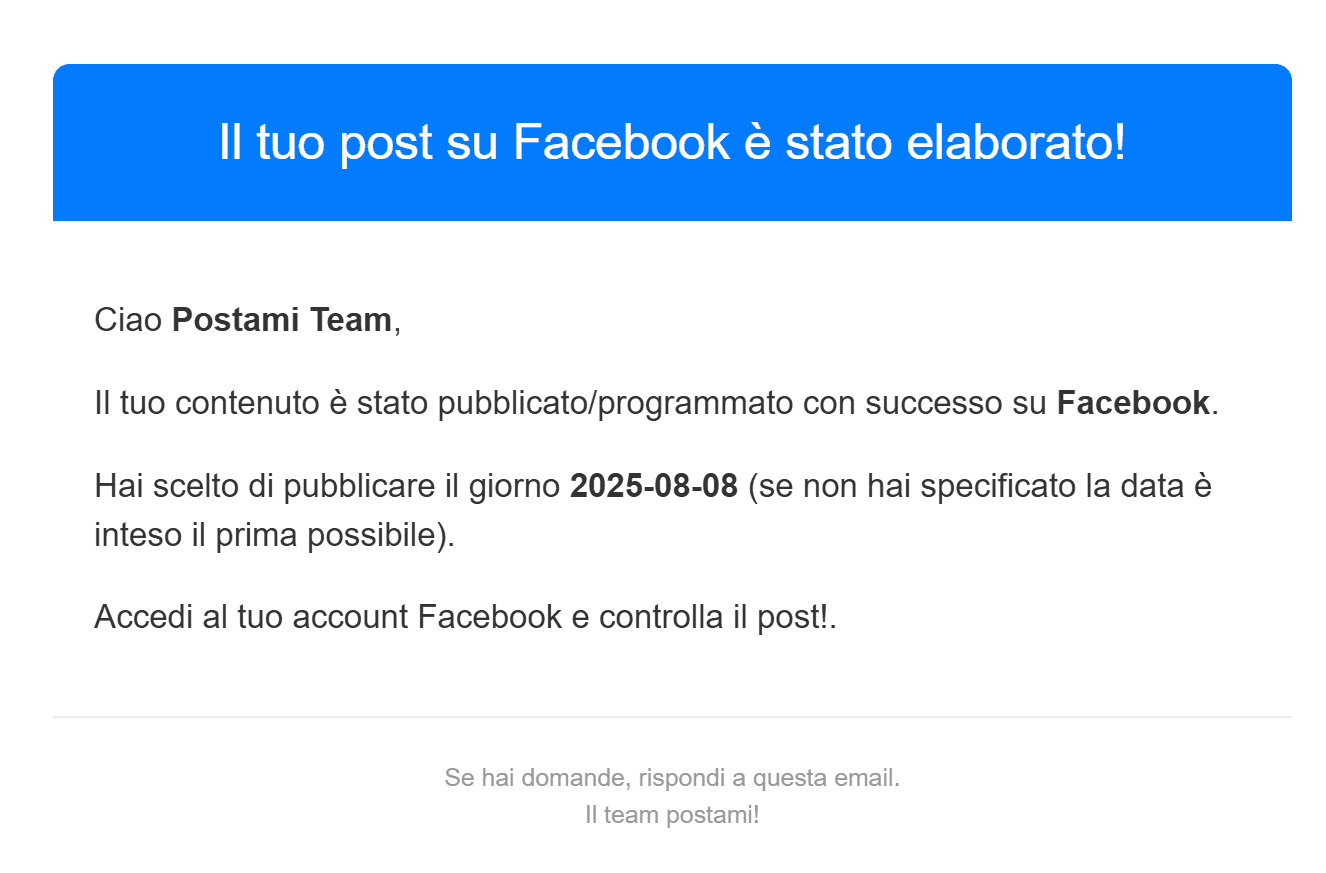 Il tuo post su Facebook è stato elaborato!
Ciao Postami Team,
Il tuo contenuto è stato pubblicato/programmato con successo su Facebook.
Hai scelto di pubblicare il giorno 2025-08-08 (se non hai specificato la data è
inteso il prima possibile).
Accedi al tuo account Facebook e controlla il post!.
Se hai domande, rispondi a questa email.
Il team postami!